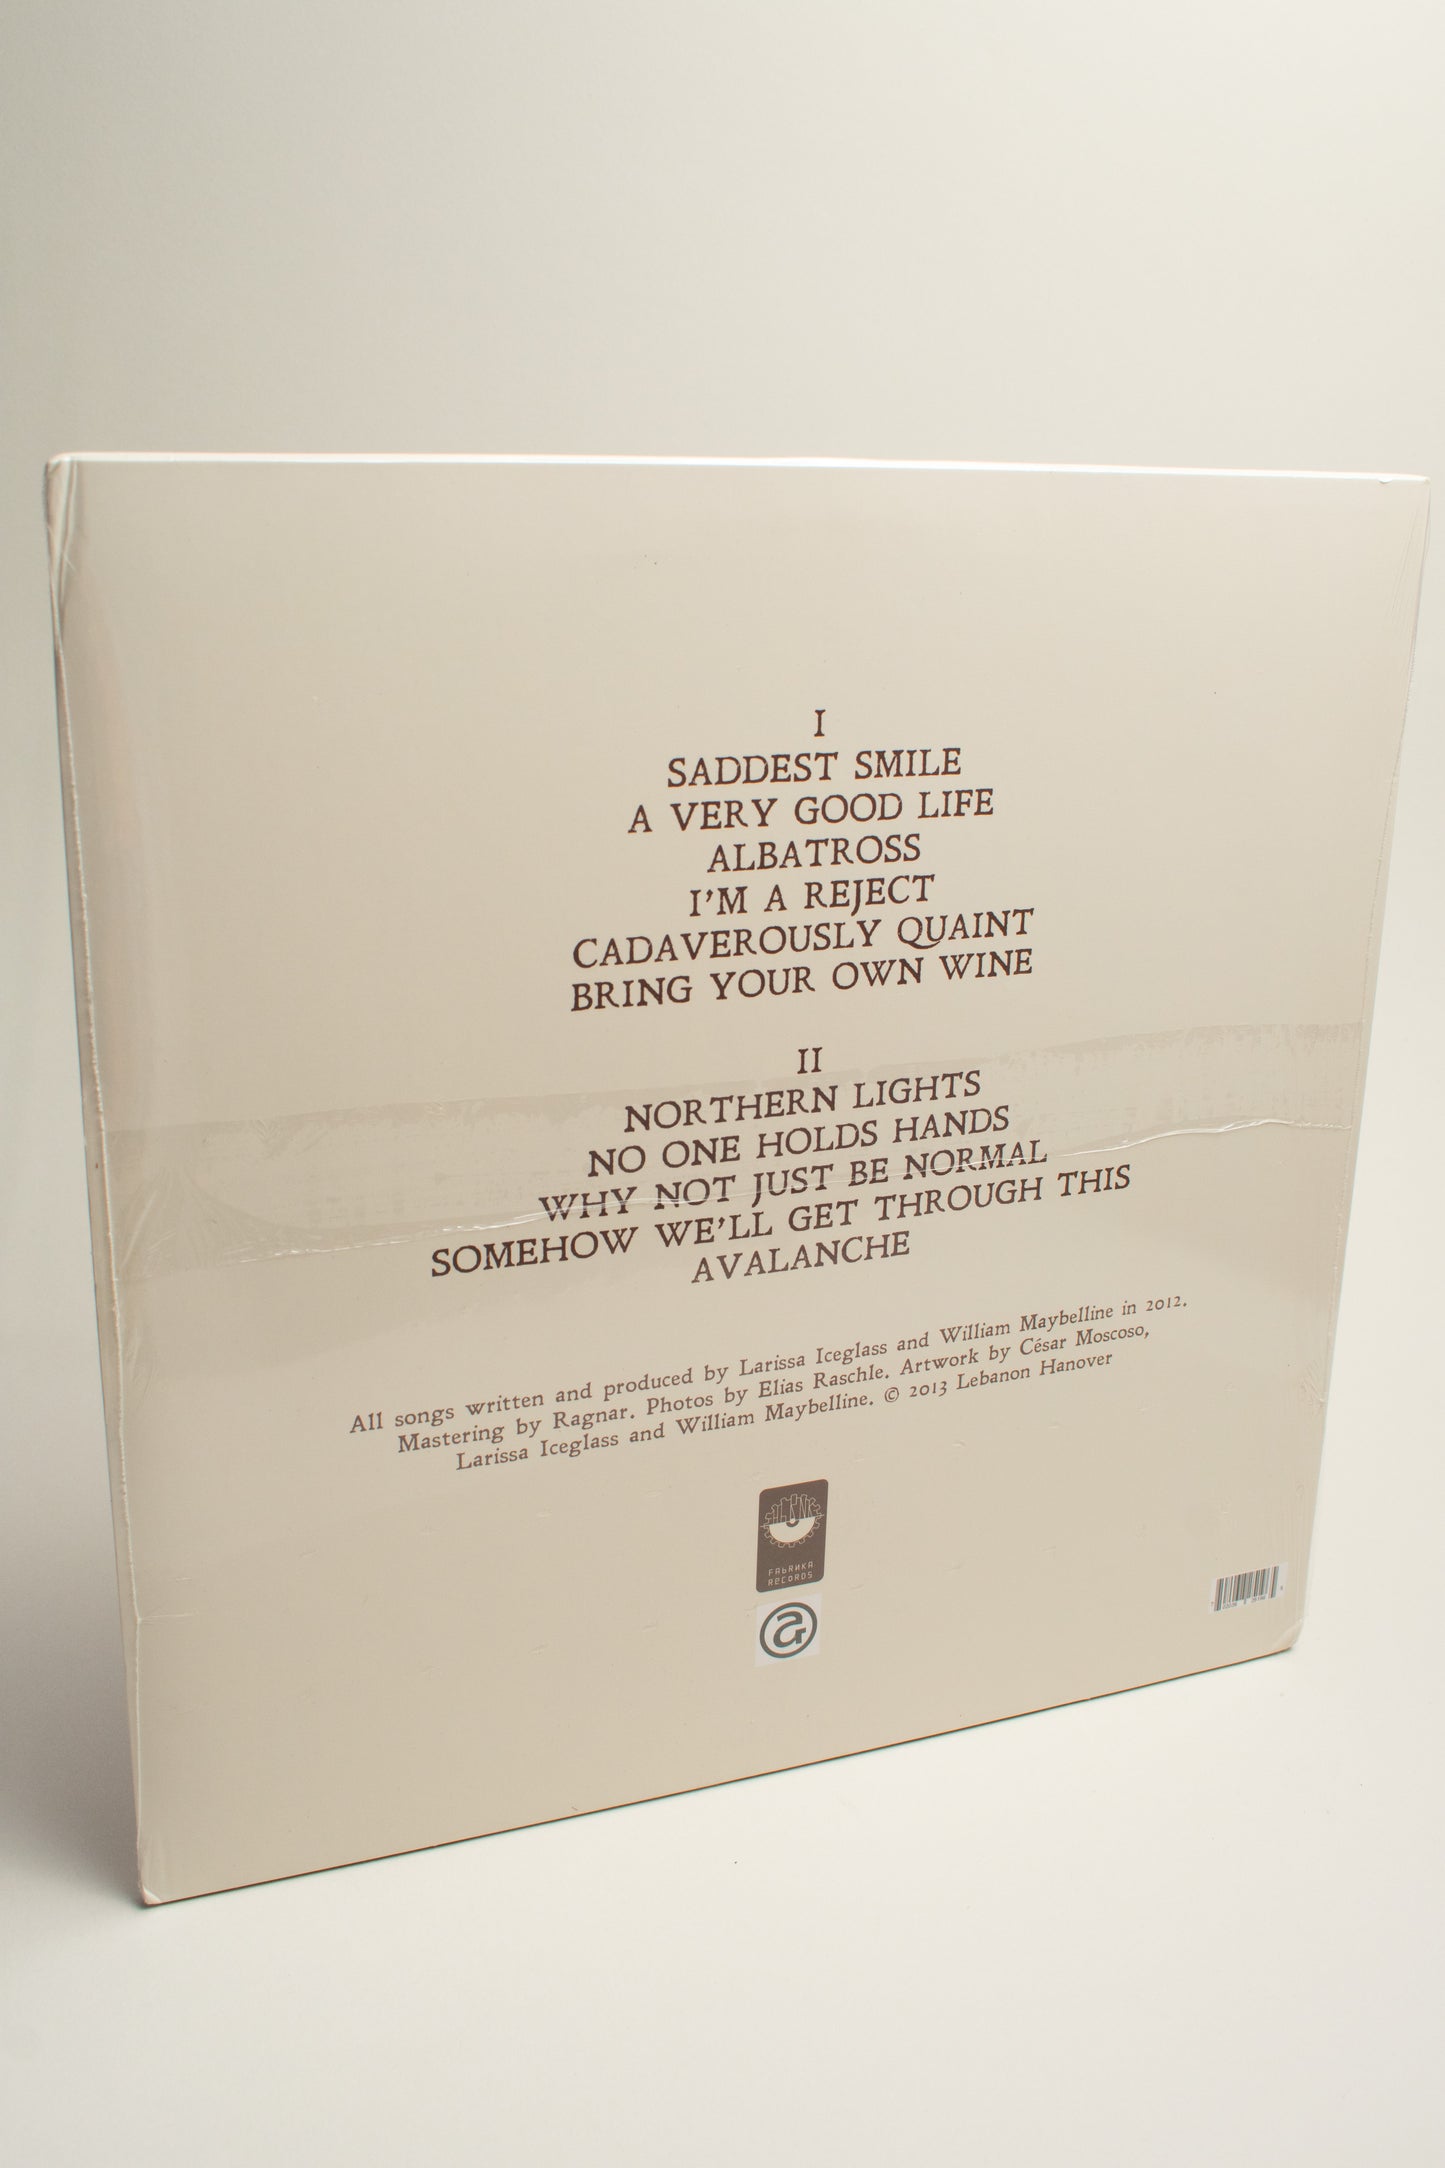 I
SADDEST SMILE
A VERY GOOD LIFE
ALBATROSS
I'M A REJECT
CADAVEROUSLY QUAINT
BRING YOUR OWN WINE
II
NORTHERN LIGHTS
NO ONE HOLDS HANDS
WHY NOT JUST BE NORMAL
SOMEHOW WE'LL GET THROUGH THIS
AVALANCHE
All songs written and produced by Larissa Iceglass and William Maybelline in 2012.
Mastering by Ragnar. Photos by Elias Raschle. Artwork by César Moscoso,
Larissa Iceglass and William Maybelline. © 2013 Lebanon Hanover
FAbRИKA
RECORDS